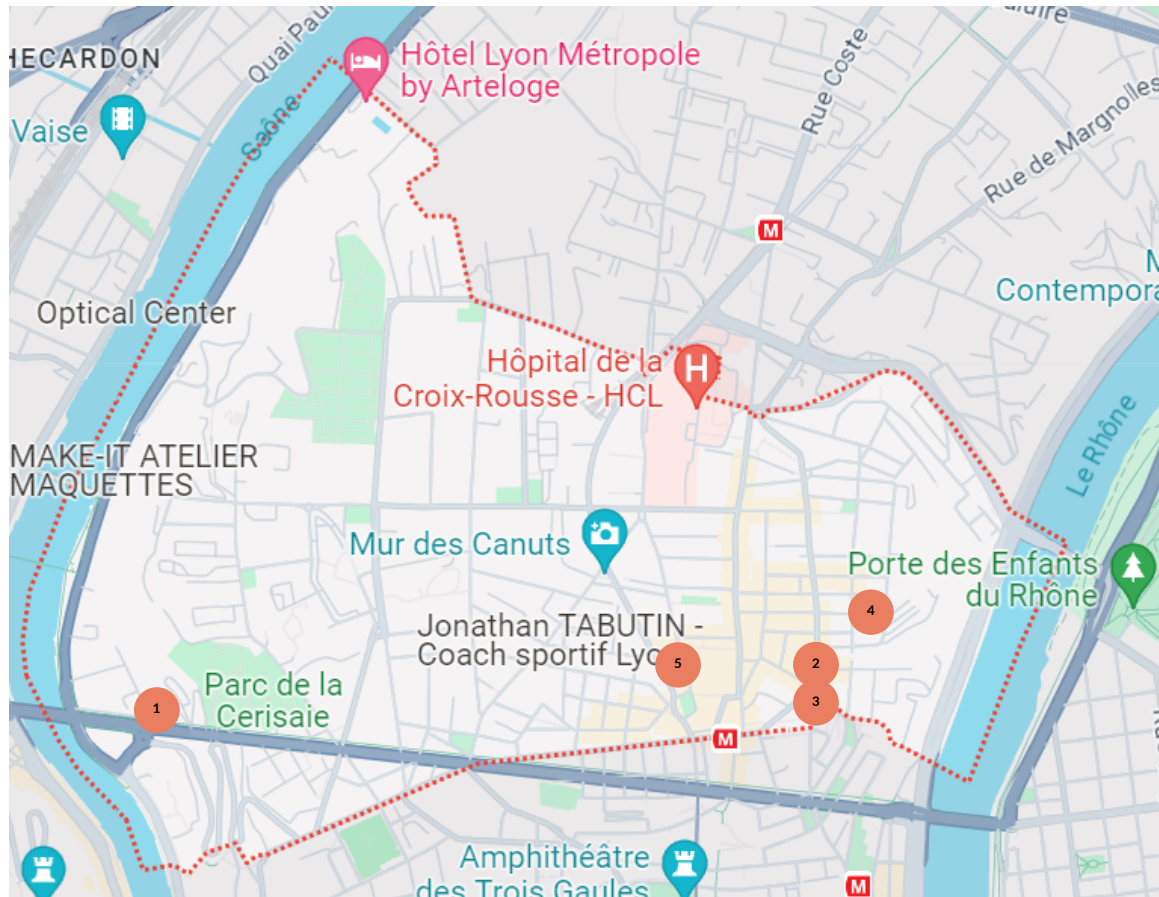 HECARDON
Quai Paul
Hôtel Lyon Métropole
by Arteloge
Rue Coste
Rue de Margnolles
Vaise
Saône
M
Contempora
Optical Center
Hôpital de la
Croix-Rousse - HCL
H
Le Rhône
MAKE-IT ATELIER
MAQUETTES
Mur des Canuts
Porte des Enfants
du Rhône
4
Jonathan TABUTIN -
Coach sportif Lyo
5
2
Parc de la
Cerisaie
1
3
M
M
Amphithéâtre
des Trois Gaules
M